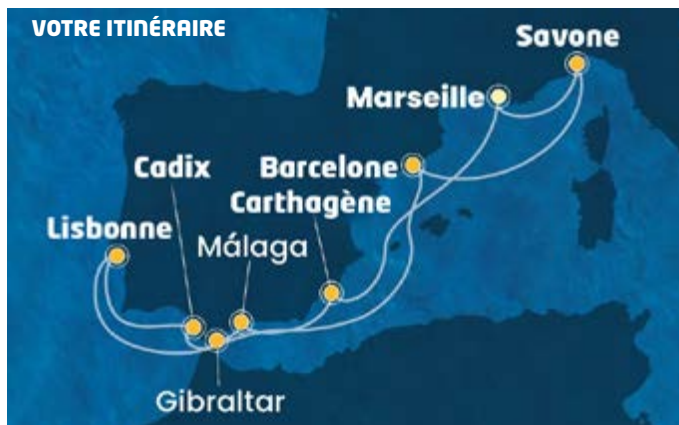 VOTRE ITINÉRAIRE
Savone
Marseille
Cadix
Barcelone
Carthagène
Lisbonne
Málaga
Gibraltar